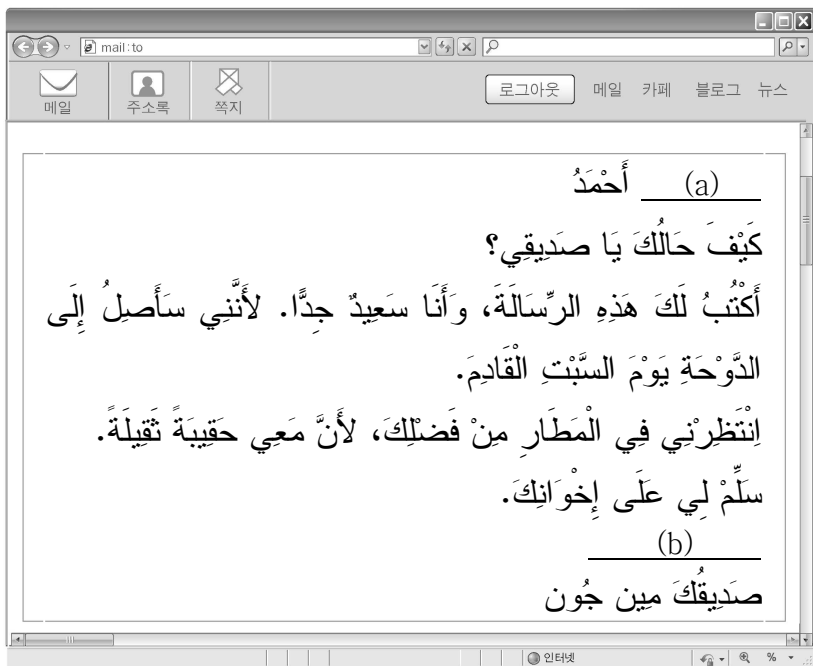 mail:to
메일 주소록 쪽지 로그아웃 메일 카페 블로그 뉴스
(a) أَحْمَدُ
كَيْفَ حَالُكَ يَا صَدِيقِي؟
أَكْتُبُ لَكَ هَذِهِ الرِّسَالَةَ، وَأَنَا سَعِيدٌ جِدًّا. لأَنَّنِي سَأَصِلُ إِلَى
الدَّوْحَةِ يَوْمَ السَّبْتِ الْقَادِمَ.
اِنْتَظِرْنِي فِي الْمَطَارِ مِنْ فَضْلِكَ، لأَنَّ مَعِي حَقِيبَةً ثَقِيلَةً.
سَلِّمْ لِي عَلَى إِخْوَانِكَ.
(b)
صَدِيقُكَ مِين جُون
인터넷 %